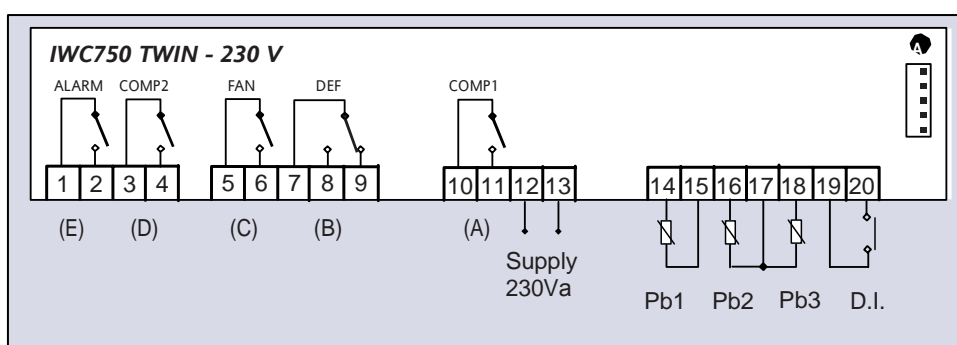 IWC750 TWIN - 230 V
A
ALARM COMP2 FAN DEF COMP1
1 2 3 4 5 6 7 8 9 10 11 12 13 14 15 16 17 18 19 20
(E) (D) (C) (B) (A)
Supply
230Va
Pb1 Pb2 Pb3 D.I.